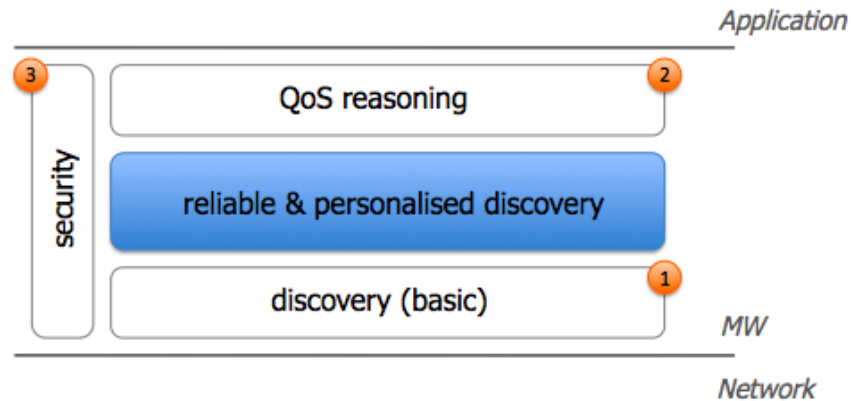 Application
3
2
QoS reasoning
security
reliable & personalised discovery
1
discovery (basic)
MW
Network